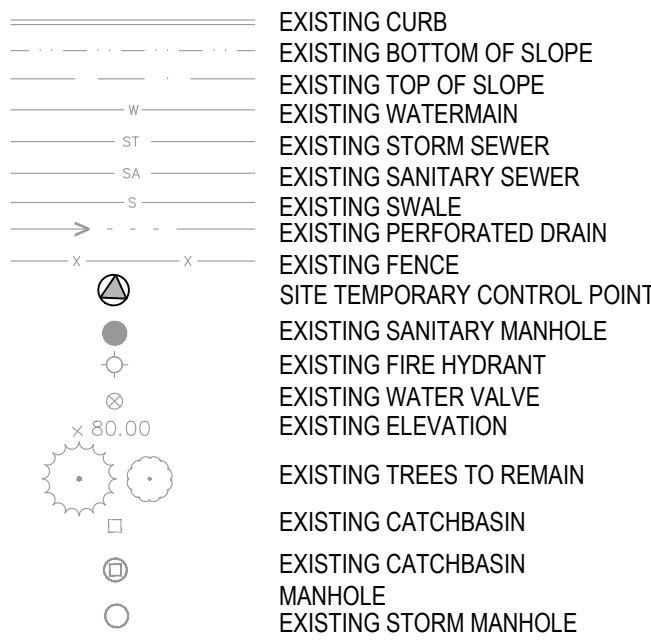 EXISTING CURB
EXISTING BOTTOM OF SLOPE
EXISTING TOP OF SLOPE
W EXISTING WATERMAIN
ST EXISTING STORM SEWER
SA EXISTING SANITARY SEWER
S EXISTING SWALE
EXISTING PERFORATED DRAIN
X X EXISTING FENCE
SITE TEMPORARY CONTROL POINT
EXISTING SANITARY MANHOLE
EXISTING FIRE HYDRANT
EXISTING WATER VALVE
× 80.00 EXISTING ELEVATION
EXISTING TREES TO REMAIN
EXISTING CATCHBASIN
EXISTING CATCHBASIN
MANHOLE
EXISTING STORM MANHOLE